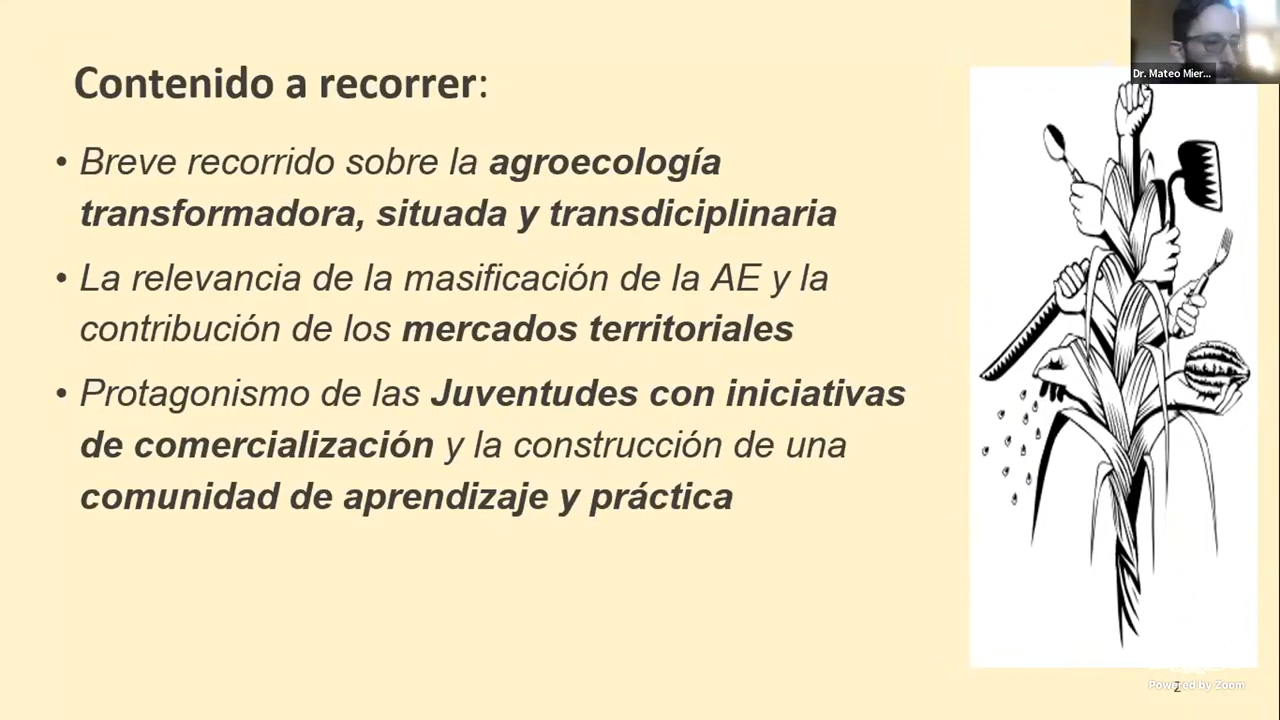 Dr. Mateo Mier...
Contenido a recorrer:
• Breve recorrido sobre la agroecología
transformadora, situada y transdiciplinaria
• La relevancia de la masificación de la AE y la
contribución de los mercados territoriales
• Protagonismo de las Juventudes con iniciativas
de comercialización y la construcción de una
comunidad de aprendizaje y práctica
Powered by Zoom
2